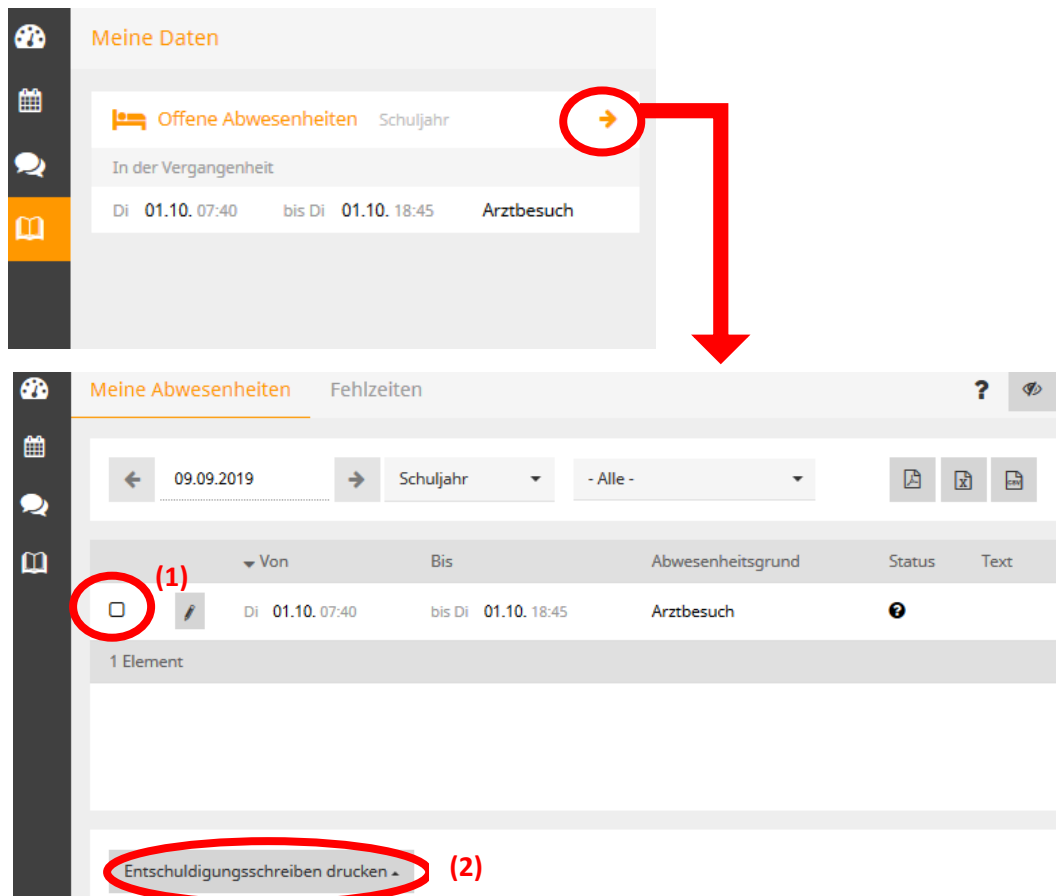 Meine Daten
Offene Abwesenheiten Schuljahr
In der Vergangenheit
Di 01.10. 07:40 bis Di 01.10. 18:45 Arztbesuch
Meine Abwesenheiten Fehlzeiten ?
09.09.2019 Schuljahr - Alle -
Von Bis Abwesenheitsgrund Status Text
(1)
Di 01.10. 07:40 bis Di 01.10. 18:45 Arztbesuch ?
1 Element
Entschuldigungsschreiben drucken (2)